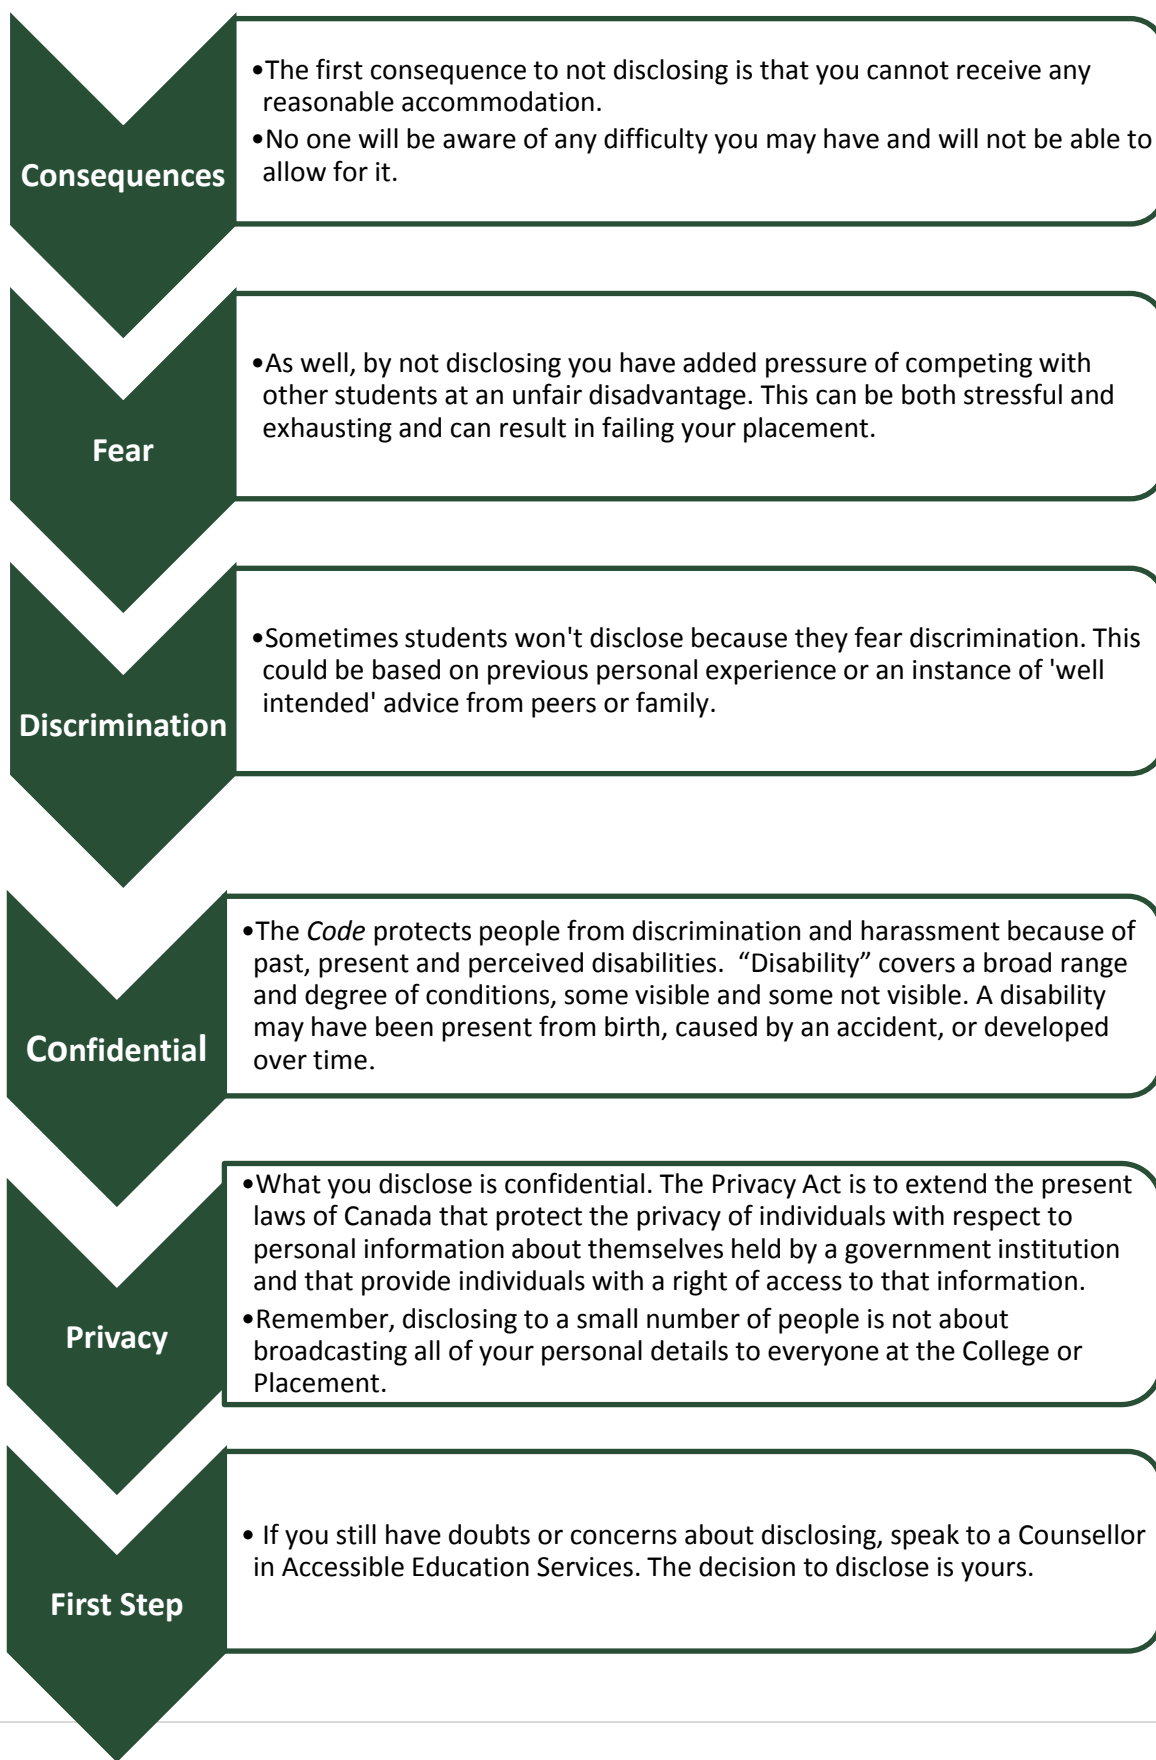 Consequences
•The first consequence to not disclosing is that you cannot receive any
reasonable accommodation.
•No one will be aware of any difficulty you may have and will not be able to
allow for it.
Fear
•As well, by not disclosing you have added pressure of competing with
other students at an unfair disadvantage. This can be both stressful and
exhausting and can result in failing your placement.
Discrimination
•Sometimes students won't disclose because they fear discrimination. This
could be based on previous personal experience or an instance of 'well
intended' advice from peers or family.
Confidential
•The Code protects people from discrimination and harassment because of
past, present and perceived disabilities.  “Disability” covers a broad range
and degree of conditions, some visible and some not visible. A disability
may have been present from birth, caused by an accident, or developed
over time.
Privacy
•What you disclose is confidential. The Privacy Act is to extend the present
laws of Canada that protect the privacy of individuals with respect to
personal information about themselves held by a government institution
and that provide individuals with a right of access to that information.
•Remember, disclosing to a small number of people is not about
broadcasting all of your personal details to everyone at the College or
Placement.
First Step
• If you still have doubts or concerns about disclosing, speak to a Counsellor
in Accessible Education Services. The decision to disclose is yours.